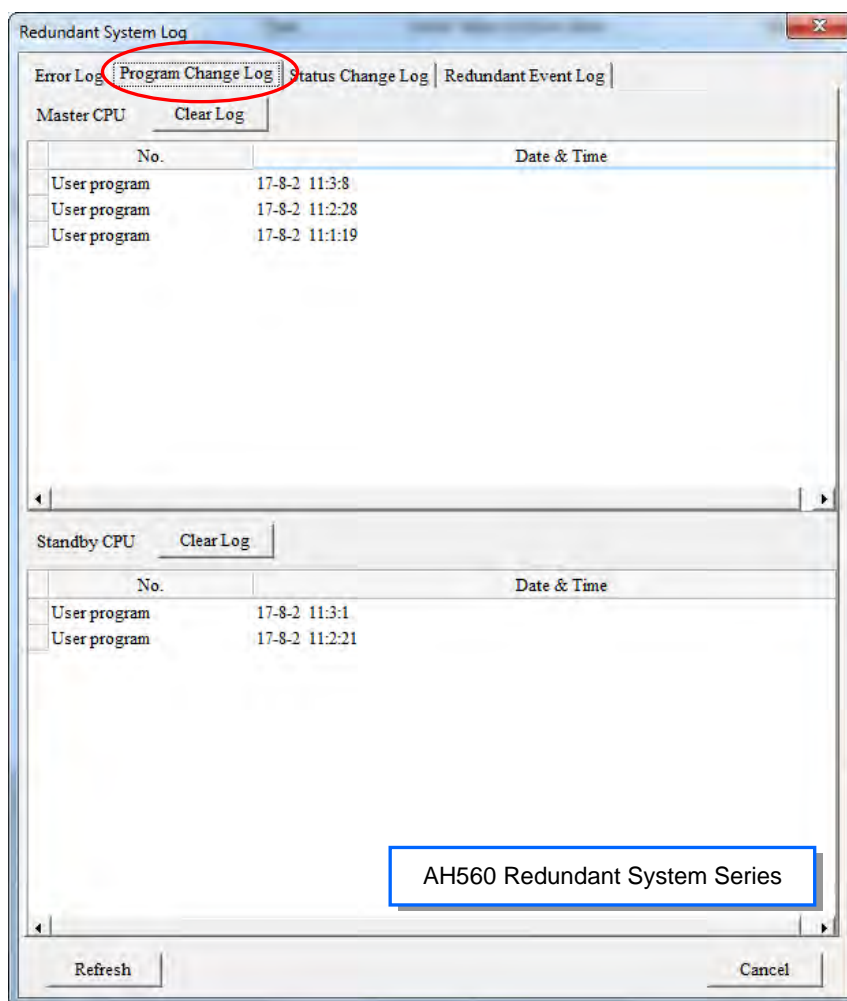 Redundant System Log
Error Log Program Change Log Status Change Log Redundant Event Log
Master CPU Clear Log
No. Date & Time
User program 17-8-2 11:3:8
User program 17-8-2 11:2:28
User program 17-8-2 11:1:19
Standby CPU Clear Log
No. Date & Time
User program 17-8-2 11:3:1
User program 17-8-2 11:2:21
AH560 Redundant System Series
Refresh Cancel